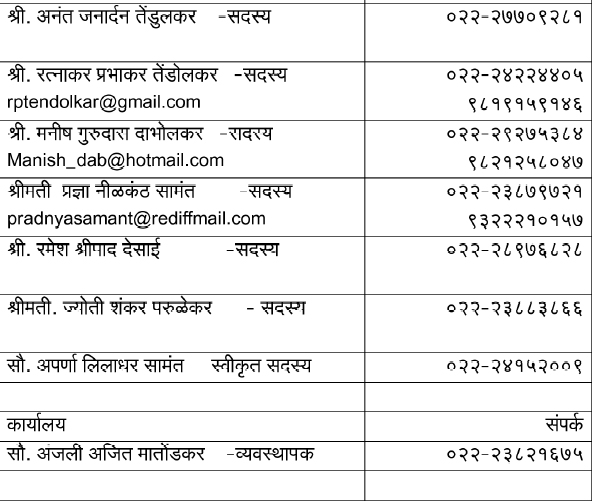 श्री. अनंत जनार्दन तेंडुलकर -सदस्य ०२२-२७७०९२८१
श्री. रत्नाकर प्रभाकर तेंडोलकर -सदस्य ०२२-२४२२४४०५
rptendolkar@gmail.com ९८१९१५९१४६
श्री. मनीष गुरुदारा दाभोलकर -रादरय ०२२-२९२७५३८४
Manish_dab@hotmail.com ९८२१२५८०४७
श्रीमती प्रज्ञा नीळकंठ सामंत -सदस्य ०२२-२३८७९७२१
pradnyasamant@rediffmail.com ९३२२२१०१५७
श्री. रमेश श्रीपाद देसाई -सदस्य ०२२-२८९७६८२८
श्रीमती. ज्योती शंकर परुळेकर - सदस्ग ०२२-२३८८३८६६
सौ. अपर्णा लिलाधर सामंत स्वीकृत सदस्य ०२२-२४१५२००९
कार्यालय संपर्क
सौ. अंजली अजित मातोंडकर -व्यवस्थापक ०२२-२३८२१६७५